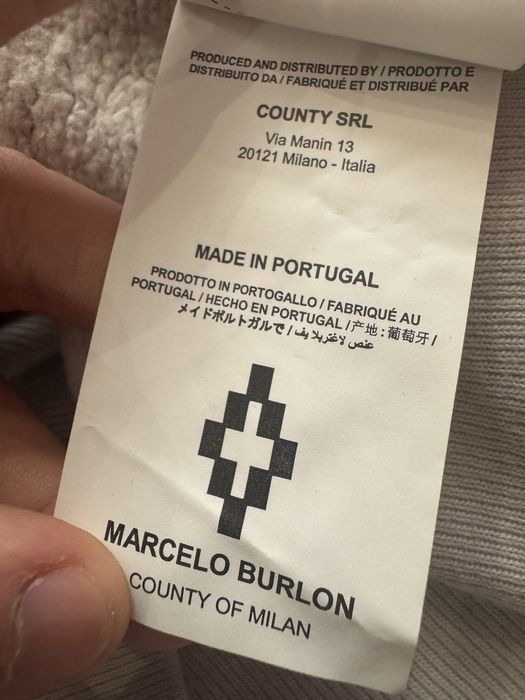 PRODUCED AND DISTRIBUTED BY / PRODOTTO E
DISTRIBUITO DA / FABRIQUÉ ET DISTRIBUÉ PAR
COUNTY SRL
Via Manin 13
20121 Milano - Italia
MADE IN PORTUGAL
PRODOTTO IN PORTOGALLO / FABRIQUÉ AU
PORTUGAL / HECHO EN PORTUGAL /产地:葡萄牙/
メイドポルトガルで /
MARCELO BURLON
COUNTY OF MILAN